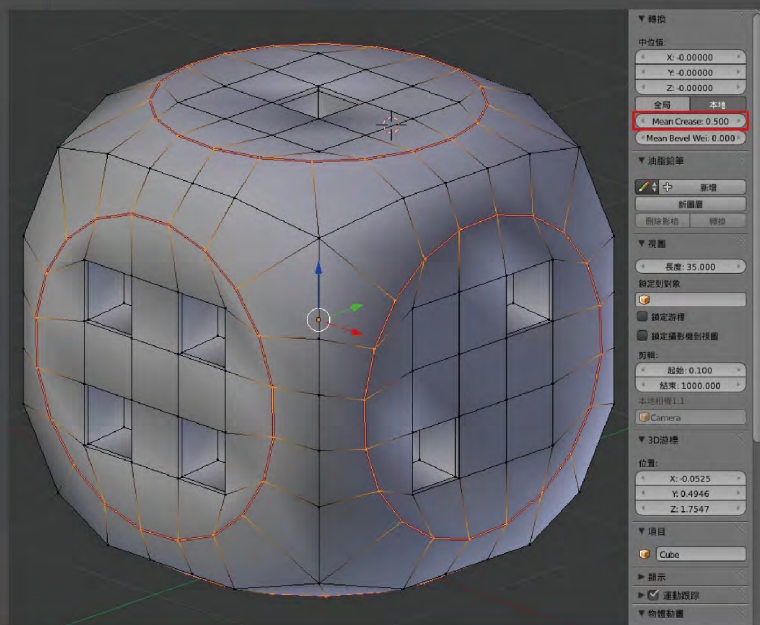 轉換
中位值:
X: -0.00000
Y: -0.00000
Z: -0.00000
全局 本地
Mean Crease: 0.500
Mean Bevel Wei: 0.000
油脂鉛筆
新增
新圖層
刪除影格 轉換
視圖
長度: 35.000
鎖定到對象
鎖定游標
鎖定攝影機到視圖
剪輯:
起始: 0.100
結束: 1000.000
本地相機1:1
Camera
3D游標
位置:
X: -0.0525
Y: 0.4946
Z: 1.7547
項目
Cube
顯示
運動跟踪
物體動畫